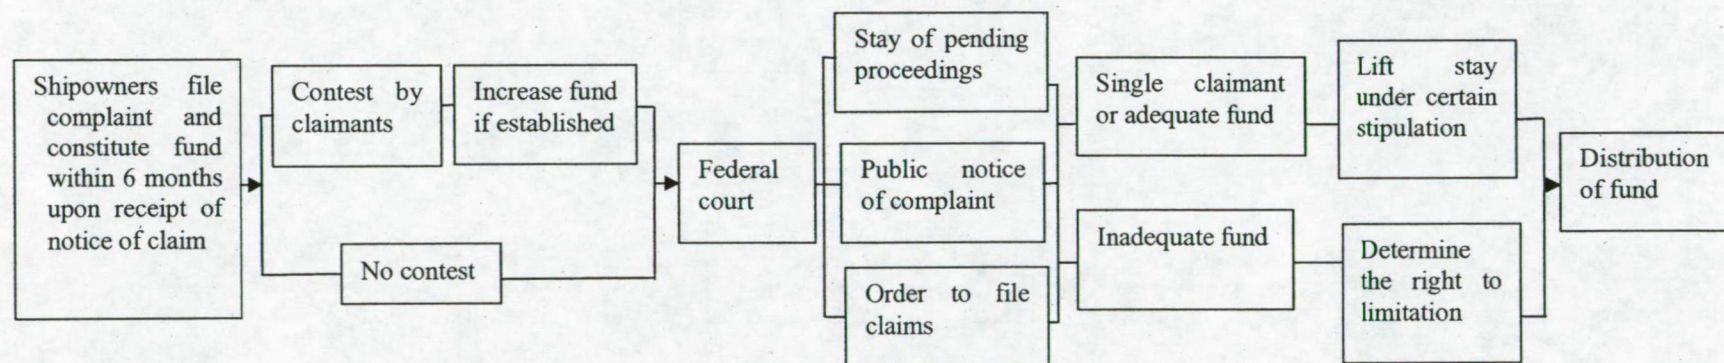 Shipowners file
complaint and
constitute fund
within 6 months
upon receipt of
notice of claim
Contest by
claimants
Increase fund
if established
No contest
Federal
court
Stay of pending
proceedings
Public notice
of complaint
Order to file
claims
Single claimant
or adequate fund
Inadequate fund
Lift stay
under certain
stipulation
Determine
the right to
limitation
Distribution
of fund